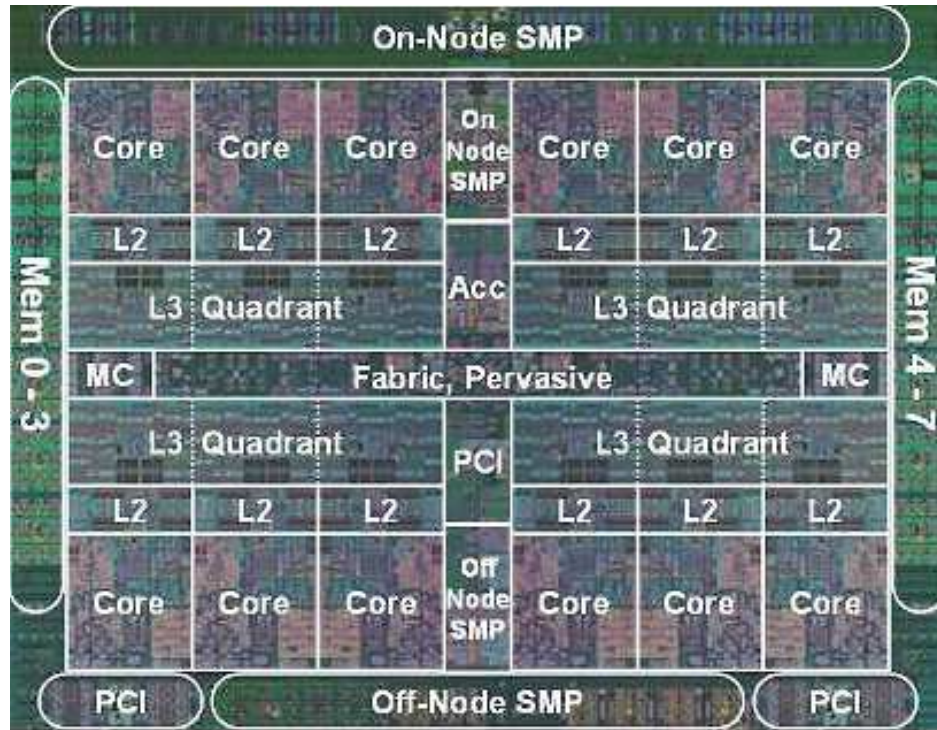 On-Node SMP
Core Core Core On Node SMP Core Core Core
L2 L2 L2 L2 L2 L2
Mem 0-3
L3 Quadrant Acc L3 Quadrant
Mem 4-7
MC Fabric, Pervasive MC
L3 Quadrant PCI L3 Quadrant
L2 L2 L2 L2 L2 L2
Core Core Core Off Node SMP Core Core Core
PCI Off-Node SMP PCI